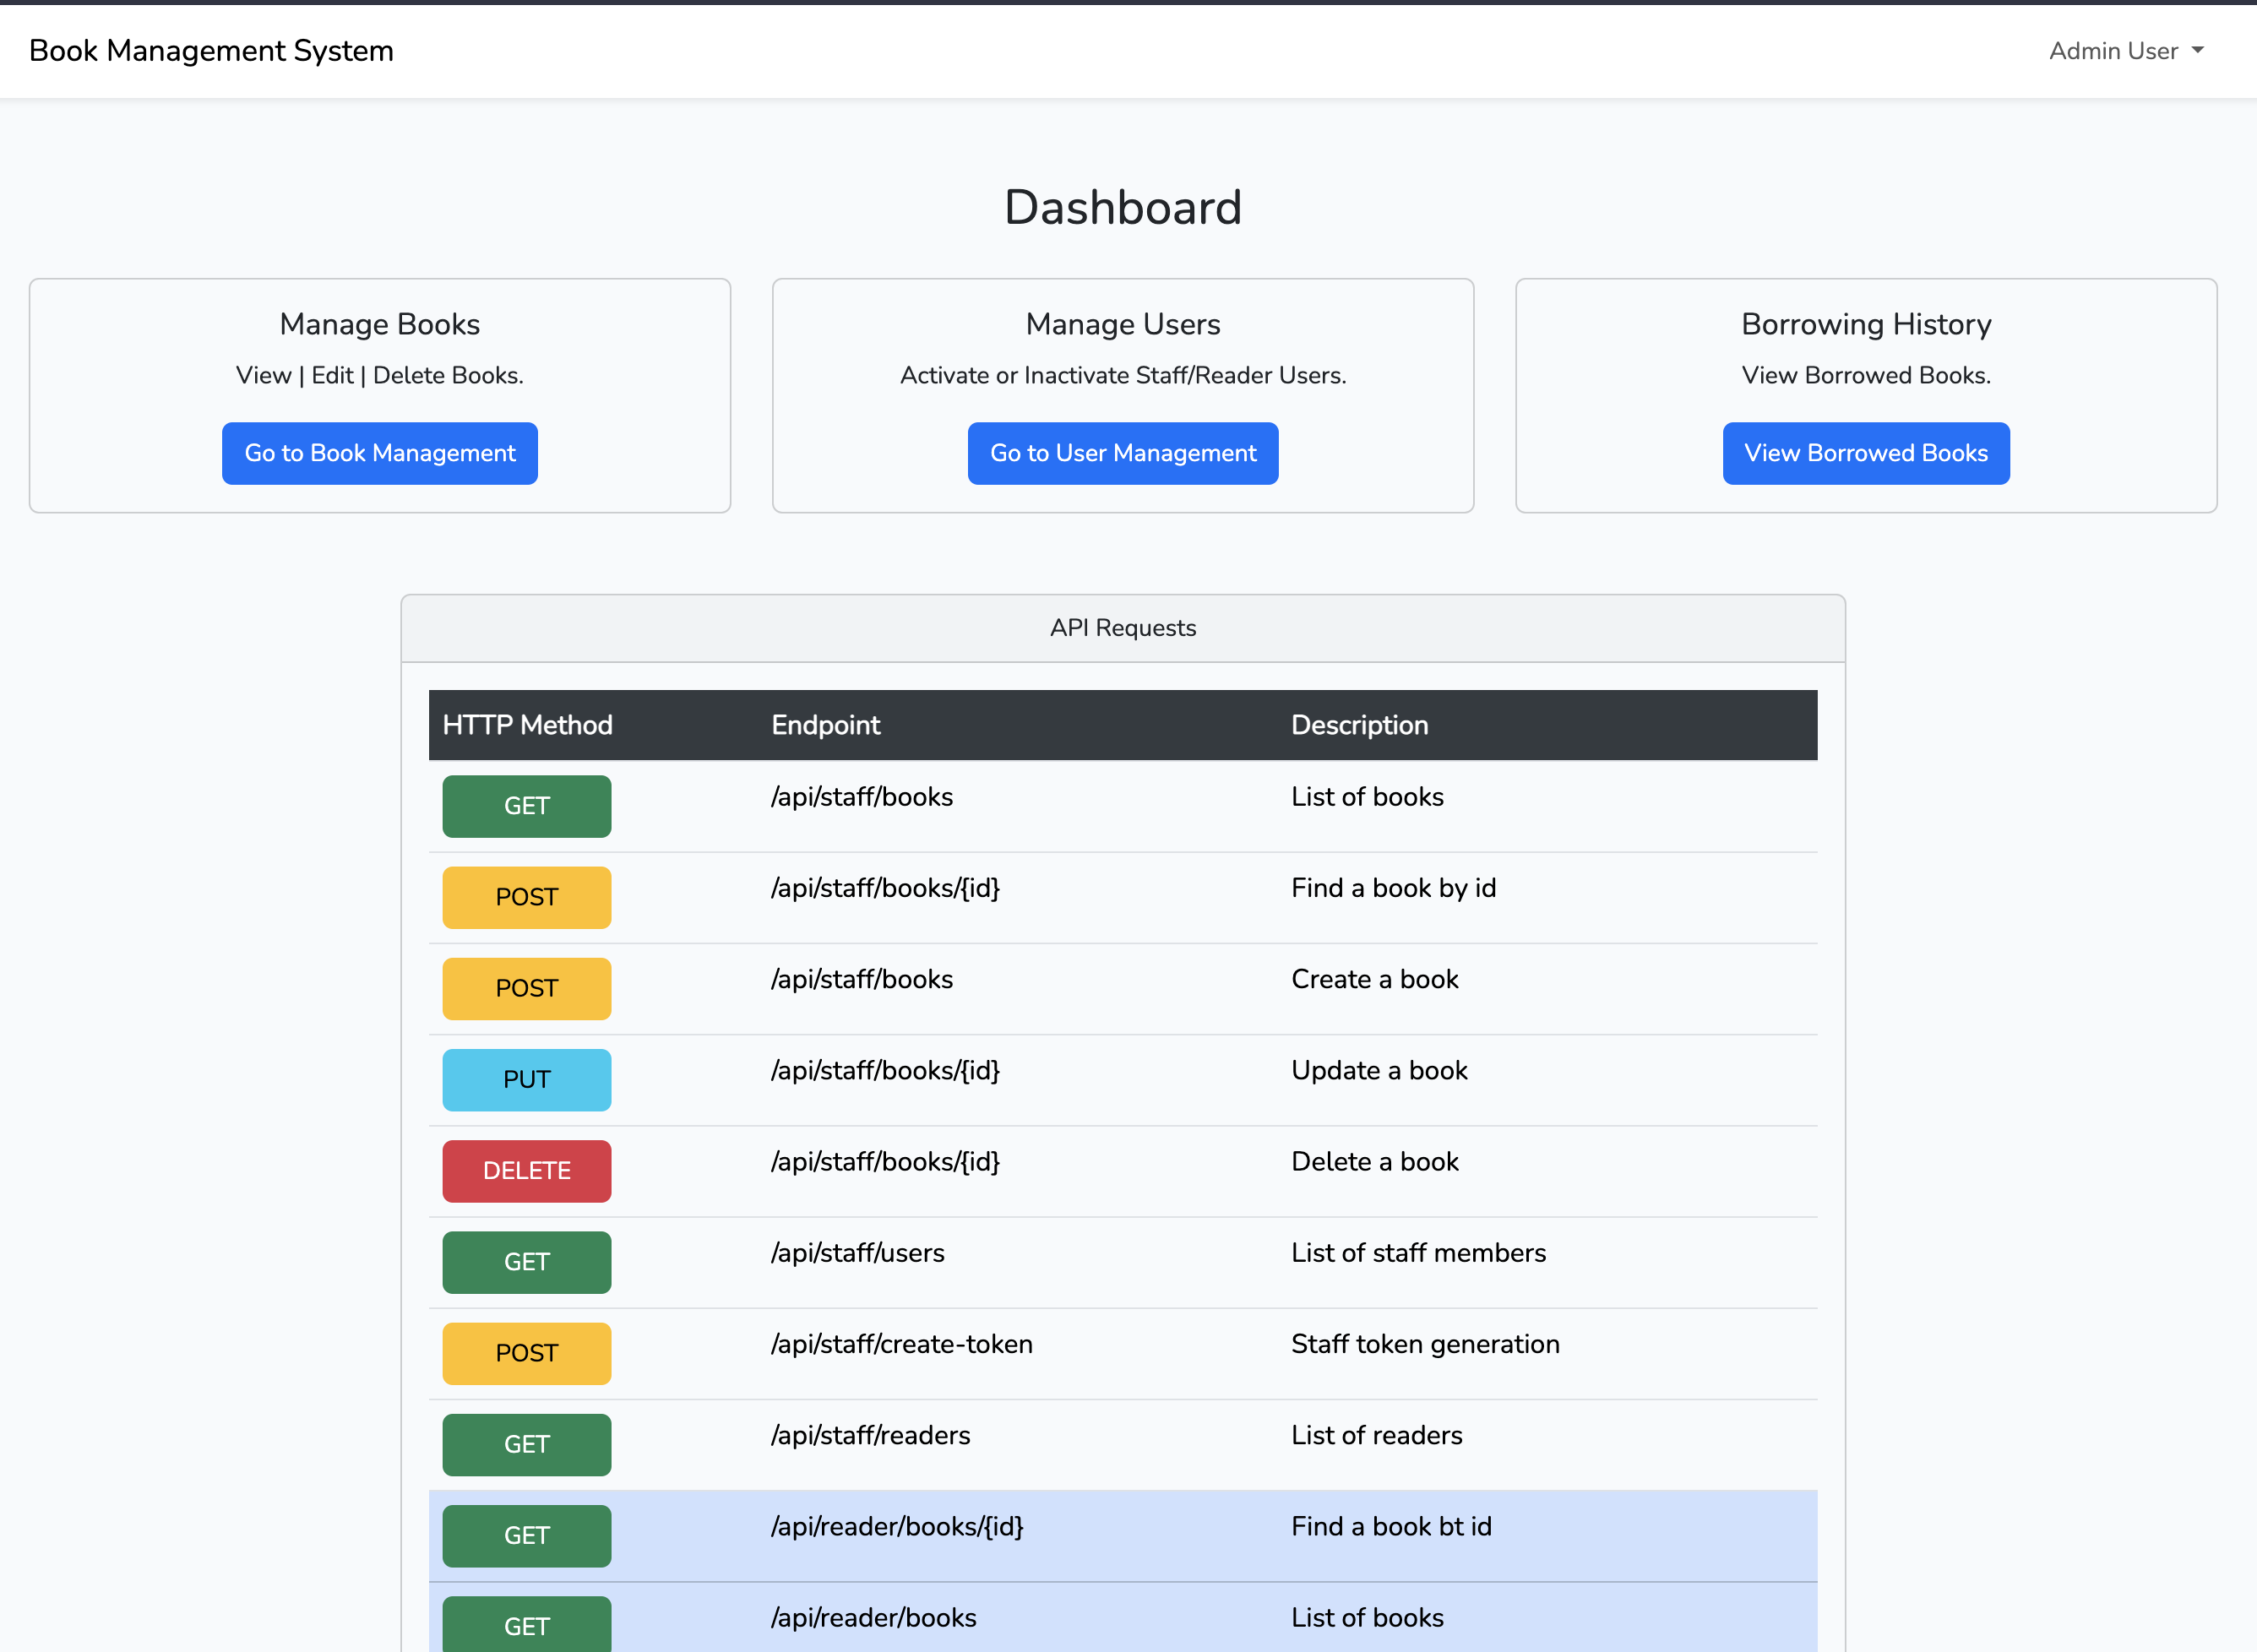 Book Management System
Admin User
Dashboard
Manage Books
View | Edit | Delete Books.
Go to Book Management
Manage Users
Activate or Inactivate Staff/Reader Users.
Go to User Management
Borrowing History
View Borrowed Books.
View Borrowed Books
API Requests
HTTP Method Endpoint Description
GET /api/staff/books List of books
POST /api/staff/books/{id} Find a book by id
POST /api/staff/books Create a book
PUT /api/staff/books/{id} Update a book
DELETE /api/staff/books/{id} Delete a book
GET /api/staff/users List of staff members
POST /api/staff/create-token Staff token generation
GET /api/staff/readers List of readers
GET /api/reader/books/{id} Find a book bt id
GET /api/reader/books List of books